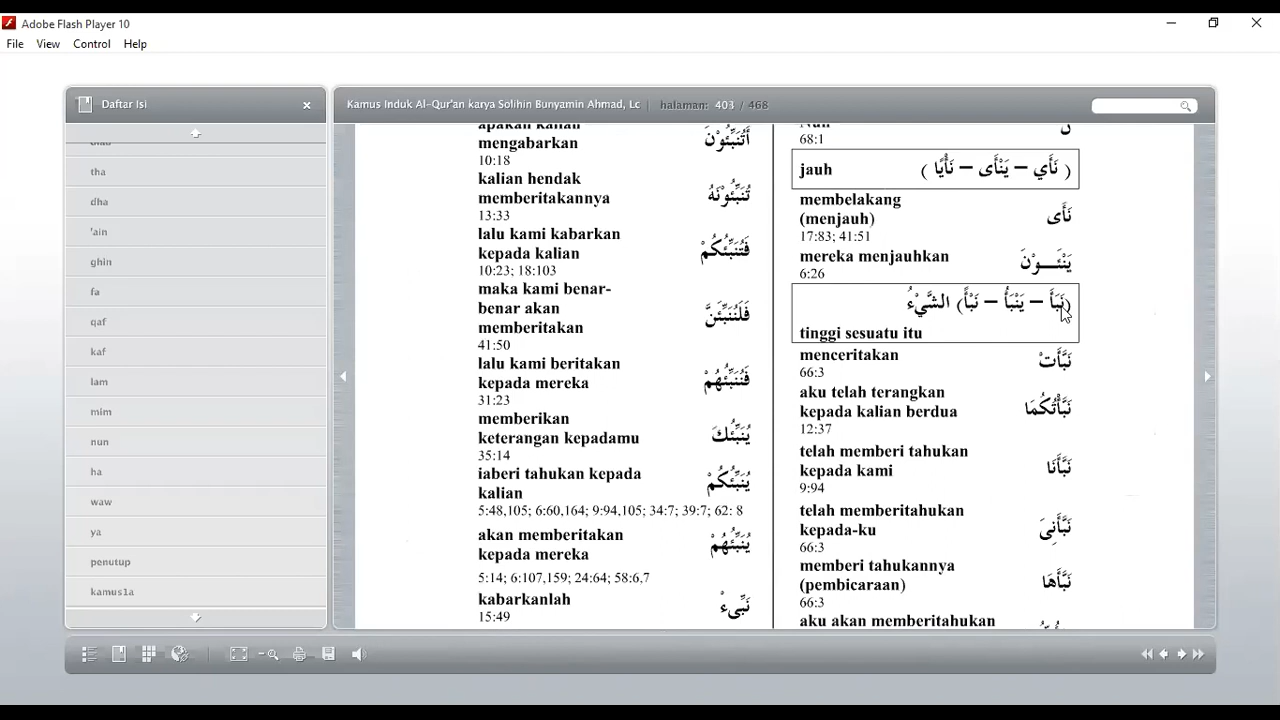 Adobe Flash Player 10
File View Control Help
Daftar Isi
tha
dha
'ain
ghin
fa
qaf
kaf
lam
mim
nun
ha
waw
ya
penutup
kamus1a
Kamus Induk Al-Qur'an karya Solihin Bunyamin Ahmad, Lc halaman: 403 / 468
68:1
jauh ( نَأَي – يَنْأَى – نَأْيًا )
membelakang
(menjauh) نَأَى
17:83; 41:51
mereka menjauhkan يَنْئَـــوْنَ
6:26
(نَبَأَ – يَنْبَأُ – نَبْأً) الشَّيْءُ
tinggi sesuatu itu
menceritakan نَبَّأَتْ
66:3
aku telah terangkan
kepada kalian berdua نَبَّأْتُكُمَا
12:37
telah memberi tahukan
kepada kami نَبَّأَنَا
9:94
telah memberitahukan
kepada-ku نَبَّأَنِىَ
66:3
memberi tahukannya
(pembicaraan) نَبَّأَهَا
66:3
aku akan memberitahukan
apakah kalian
mengabarkan أَتُنَبِّئُوْنَ
10:18
kalian hendak
memberitakannya تُنَبِّئُوْنَهُ
13:33
lalu kami kabarkan
kepada kalian فَنُنَبِّئُكُمْ
10:23; 18:103
maka kami benar-
benar akan
memberitakan فَلَنُنَبِّئَنَّ
41:50
lalu kami beritakan
kepada mereka فَنُنَبِّئُهُمْ
31:23
memberikan
keterangan kepadamu يُنَبِّئُكَ
35:14
iaberi tahukan kepada
kalian يُنَبِّئُكُمْ
5:48,105; 6:60,164; 9:94,105; 34:7; 39:7; 62: 8
akan memberitakan
kepada mereka يُنَبِّئُهُمْ
5:14; 6:107,159; 24:64; 58:6,7
kabarkanlah نَبِّىءْ
15:49